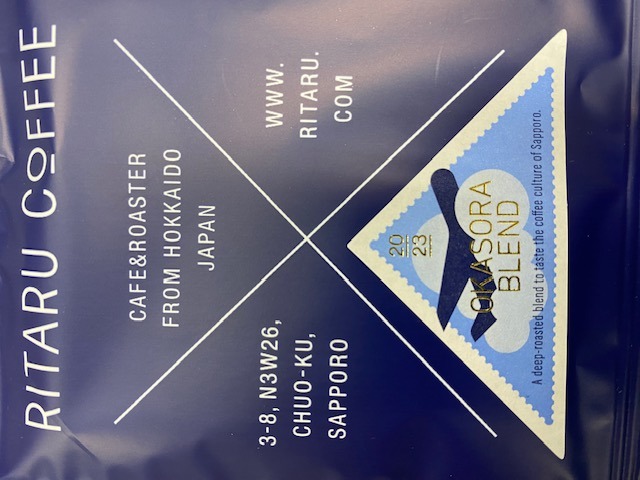 RITARU COFFEE
CAFE&ROASTER
FROM HOKKAIDO
JAPAN
3-8, N3W26,
CHUO-KU,
SAPPORO
WWW.
RITARU.
COM
20
23
OKASORA
BLEND
A deep-roasted blend to taste the coffee culture of Sapporo.